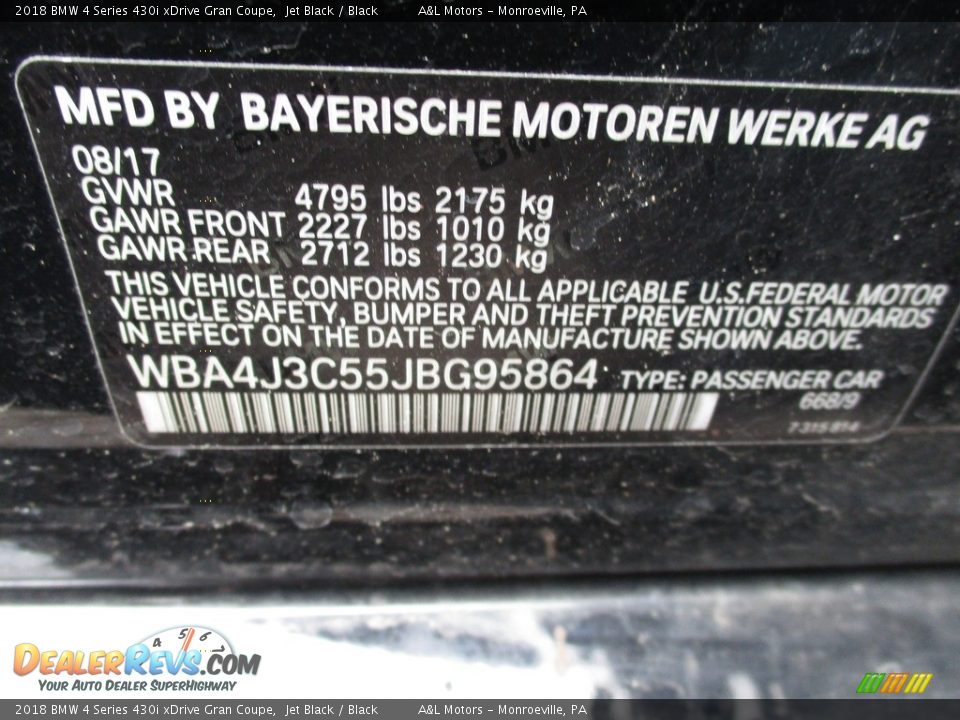 2018 BMW 4 Series 430i xDrive Gran Coupe, Jet Black / Black A&L Motors - Monroeville, PA
MFD BY BAYERISCHE MOTOREN WERKE AG
08/17
GVWR 4795 lbs 2175 kg
GAWR FRONT 2227 lbs 1010 kg
GAWR REAR 2712 lbs 1230 kg
THIS VEHICLE CONFORMS TO ALL APPLICABLE U.S.FEDERAL MOTOR
VEHICLE SAFETY, BUMPER AND THEFT PREVENTION STANDARDS
IN EFFECT ON THE DATE OF MANUFACTURE SHOWN ABOVE.
WBA4J3C55JBG95864 TYPE: PASSENGER CAR
668/9
7 315 814
4 5 6
DEALERREVS.COM
YOUR AUTO DEALER SUPERHIGHWAY
2018 BMW 4 Series 430i xDrive Gran Coupe, Jet Black / Black A&L Motors - Monroeville, PA